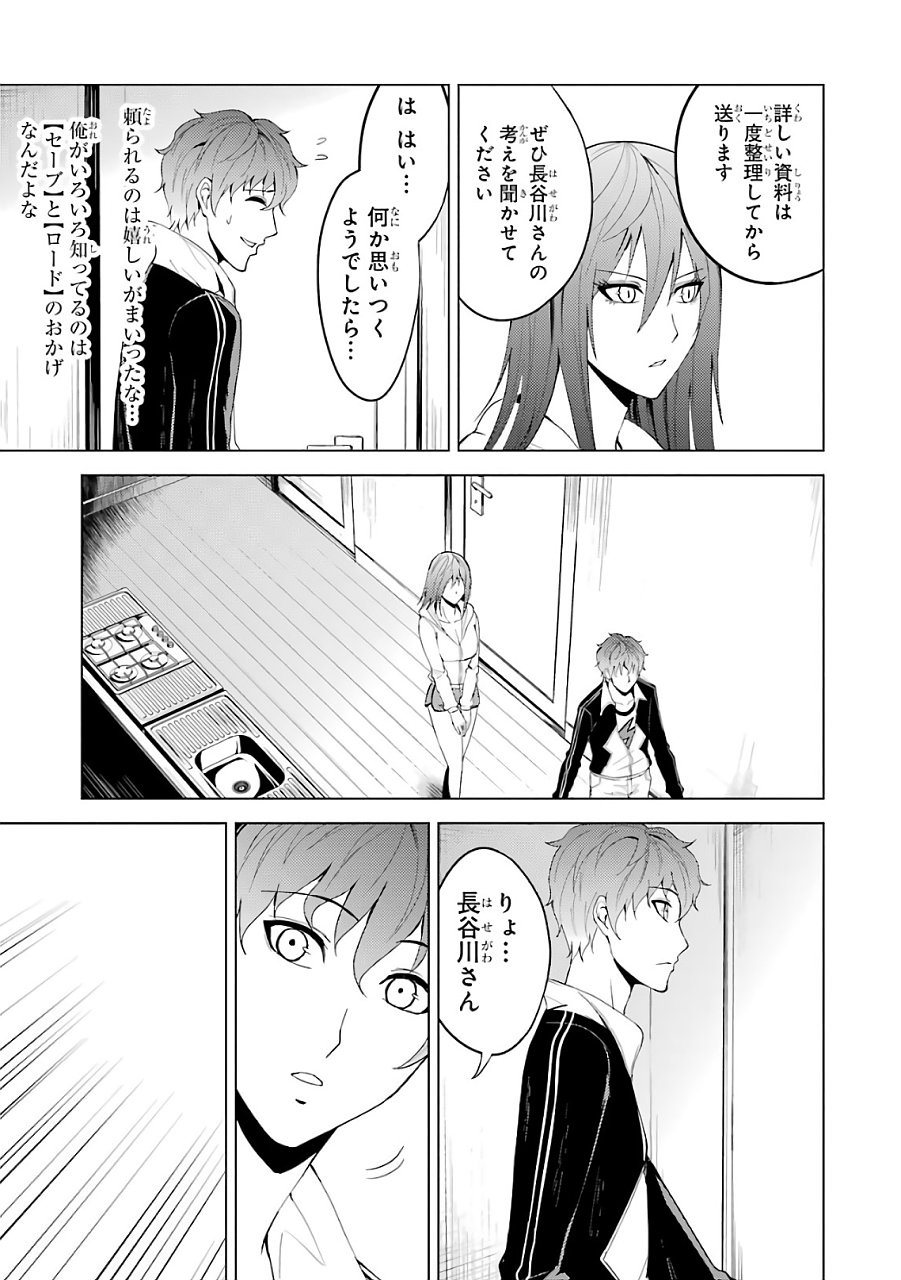 詳しい資料は
一度整理してから
送ります
ぜひ長谷川さんの
考えを聞かせて
ください
は はい…
何か思いつく
ようでしたら…
頼られるのは嬉しいがまいったな…
俺がいろいろ知ってるのは
【セーブ】と【ロード】のおかげ
なんだよな
りょ…
長谷川さん